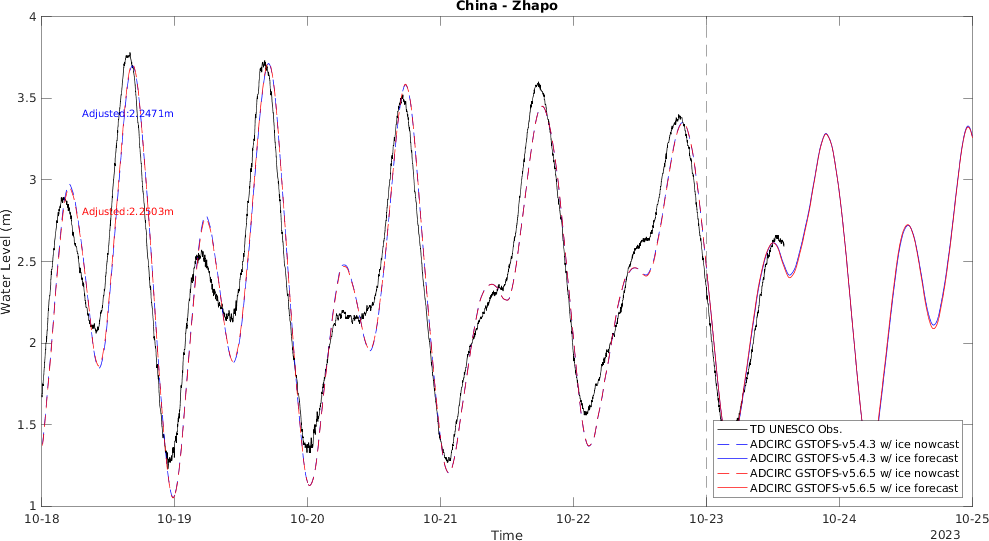 China - Zhapo
4
3.5
3
2.5
2
1.5
1
Water Level (m)
Adjusted:2.2471m
Adjusted:2.2503m
TD UNESCO Obs.
ADCIRC GSTOFS-v5.4.3 w/ ice nowcast
ADCIRC GSTOFS-v5.4.3 w/ ice forecast
ADCIRC GSTOFS-v5.6.5 w/ ice nowcast
ADCIRC GSTOFS-v5.6.5 w/ ice forecast
10-18 10-19 10-20 10-21 10-22 10-23 10-24 10-25
Time
2023